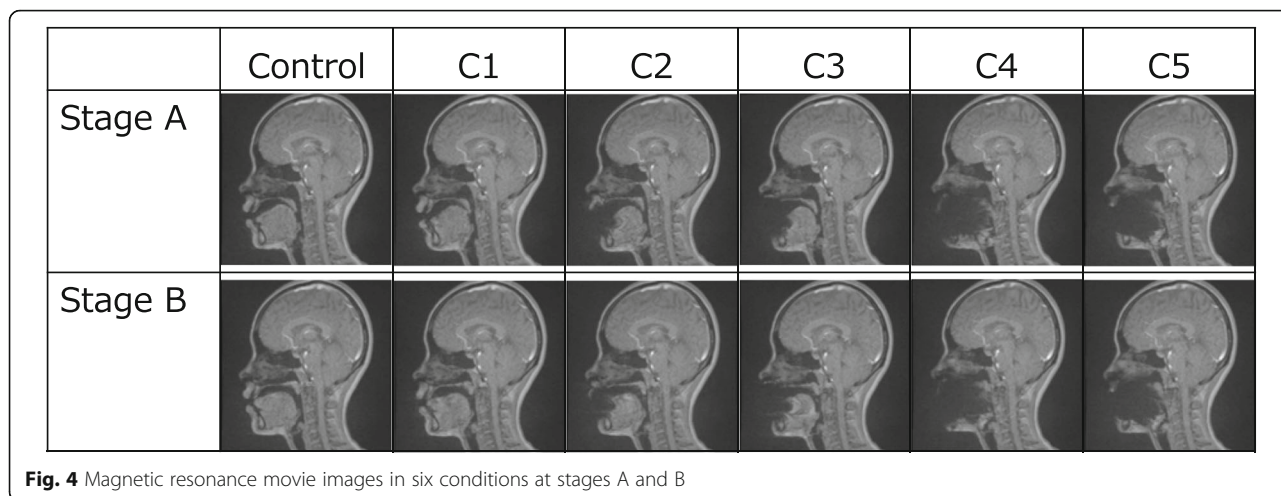 Control C1 C2 C3 C4 C5
Stage A
Stage B
Fig. 4 Magnetic resonance movie images in six conditions at stages A and B